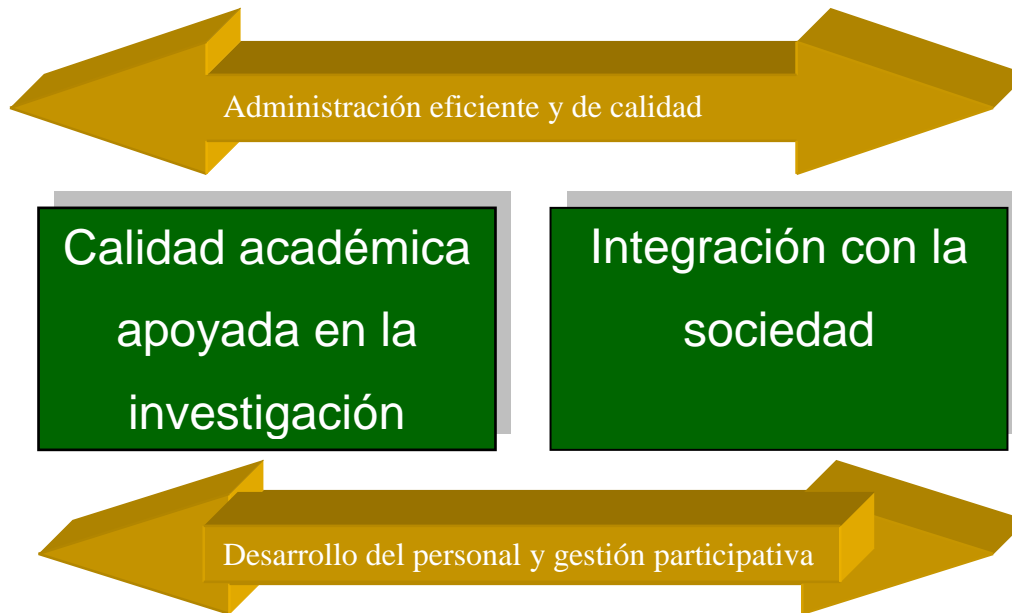 Administración eficiente y de calidad
Calidad académica
apoyada en la
investigación
Integración con la
sociedad
Desarrollo del personal y gestión participativa